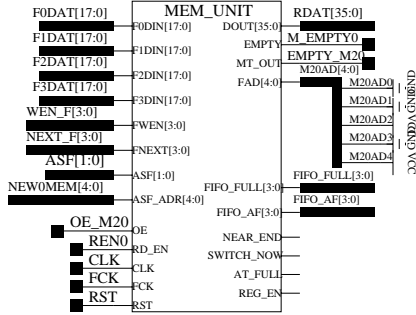 MEM_UNIT
F0DAT[17:0]
F0DIN[17:0]
F1DAT[17:0]
F1DIN[17:0]
F2DAT[17:0]
F2DIN[17:0]
F3DAT[17:0]
F3DIN[17:0]
WEN_F[3:0]
FWEN[3:0]
NEXT_F[3:0]
FNEXT[3:0]
ASF[1:0]
ASF[1:0]
NEW0MEM[4:0]
ASF_ADR[4:0]
OE_M20
OE
REN0
RD_EN
CLK
CLK
FCK
FCK
RST
RST
RDAT[35:0]
DOUT[35:0]
M_EMPTY0
EMPTY
EMPTY_M20
MT_OUT
M20AD[4:0]
FAD[4:0]
M20AD0
M20AD1
M20AD2
M20AD3
M20AD4
GND
GND
GND
VCC
FIFO_FULL[3:0]
FIFO_FULL[3:0]
FIFO_AF[3:0]
FIFO_AF[3:0]
NEAR_END
SWITCH_NOW
AT_FULL
REG_EN